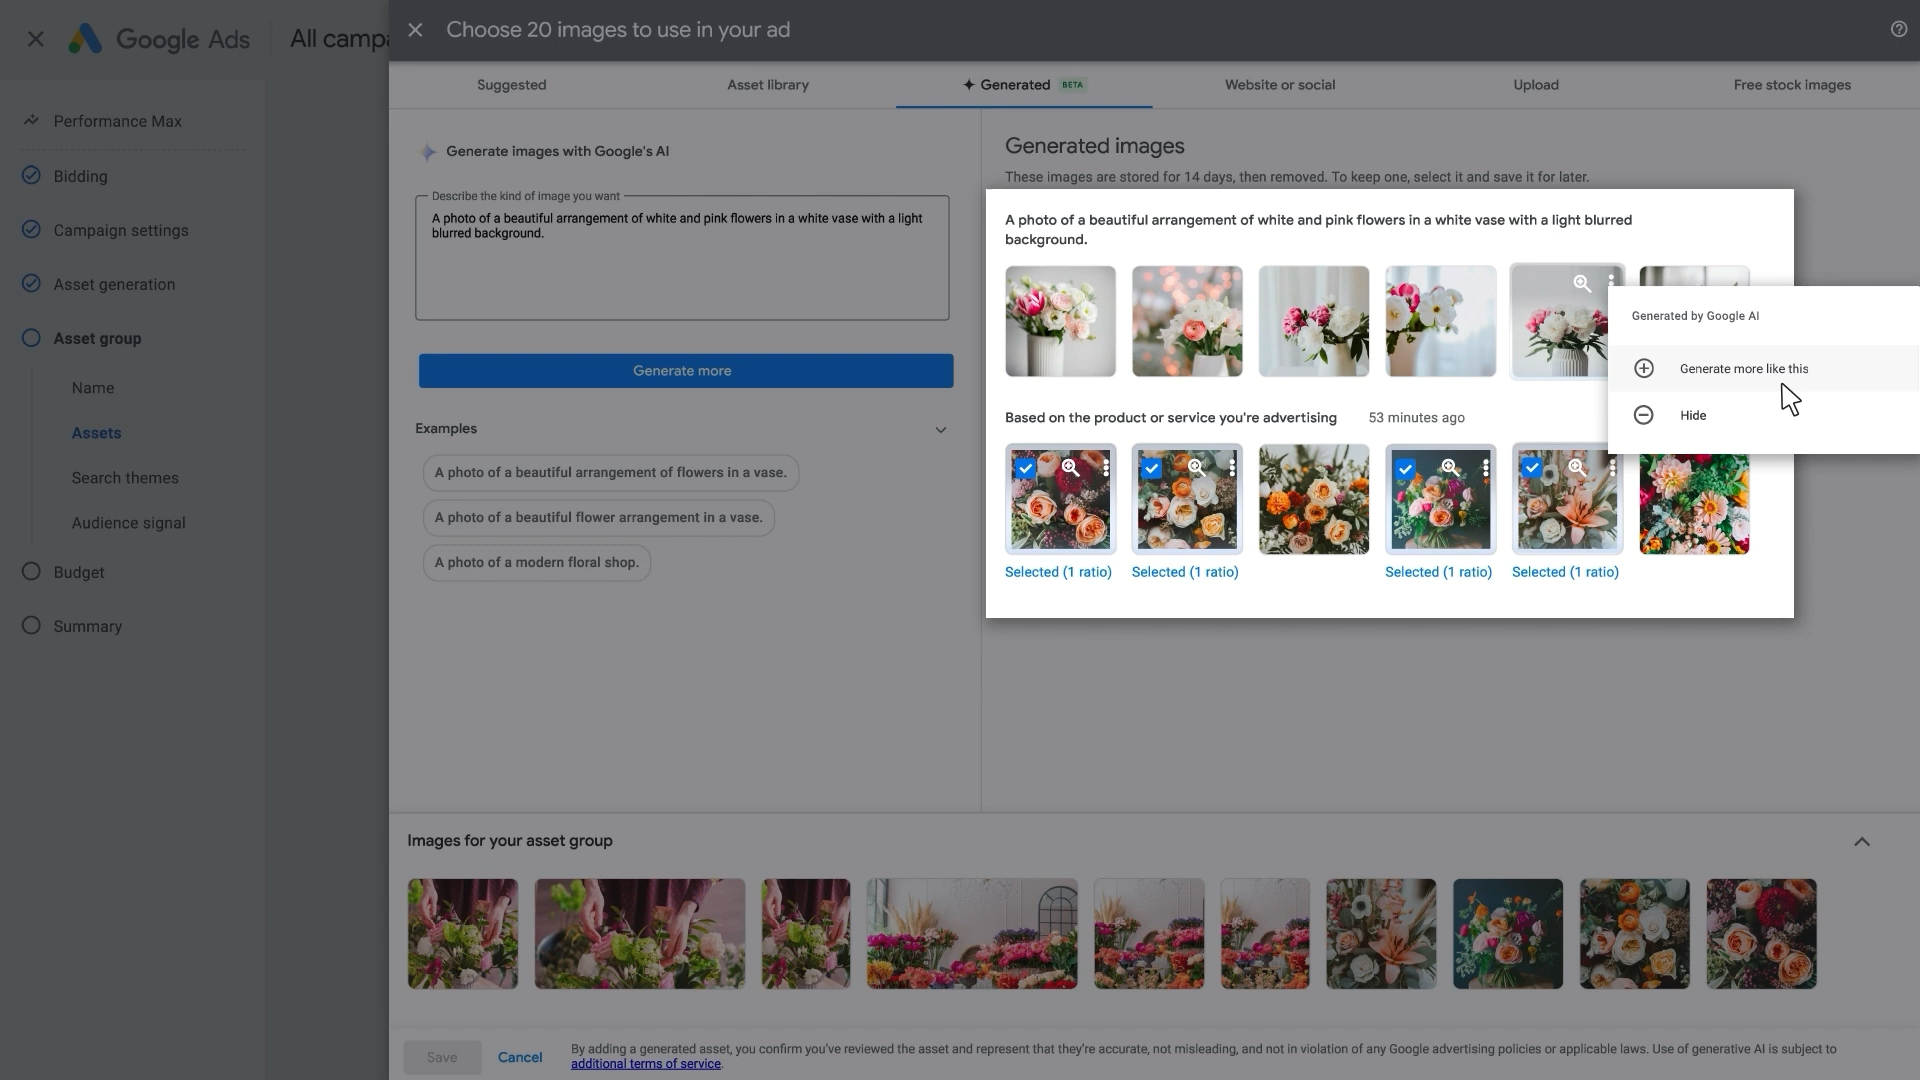 Google Ads
All campa
Choose 20 images to use in your ad
Suggested
Asset library
Generated BETA
Website or social
Upload
Free stock images
Performance Max
Bidding
Campaign settings
Asset generation
Asset group
Name
Assets
Search themes
Audience signal
Budget
Summary
Generate images with Google's AI
Describe the kind of image you want
A photo of a beautiful arrangement of white and pink flowers in a white vase with a light
blurred background.
Generate more
Examples
A photo of a beautiful arrangement of flowers in a vase.
A photo of a beautiful flower arrangement in a vase.
A photo of a modern floral shop.
Generated images
These images are stored for 14 days, then removed. To keep one, select it and save it for later.
A photo of a beautiful arrangement of white and pink flowers in a white vase with a light blurred
background.
Generated by Google AI
Generate more like this
Hide
Based on the product or service you're advertising 53 minutes ago
Selected (1 ratio)
Selected (1 ratio)
Selected (1 ratio)
Selected (1 ratio)
Images for your asset group
Save
Cancel
By adding a generated asset, you confirm you've reviewed the asset and represent that they're accurate, not misleading, and not in violation of any Google advertising policies or applicable laws. Use of generative AI is subject to
additional terms of service.